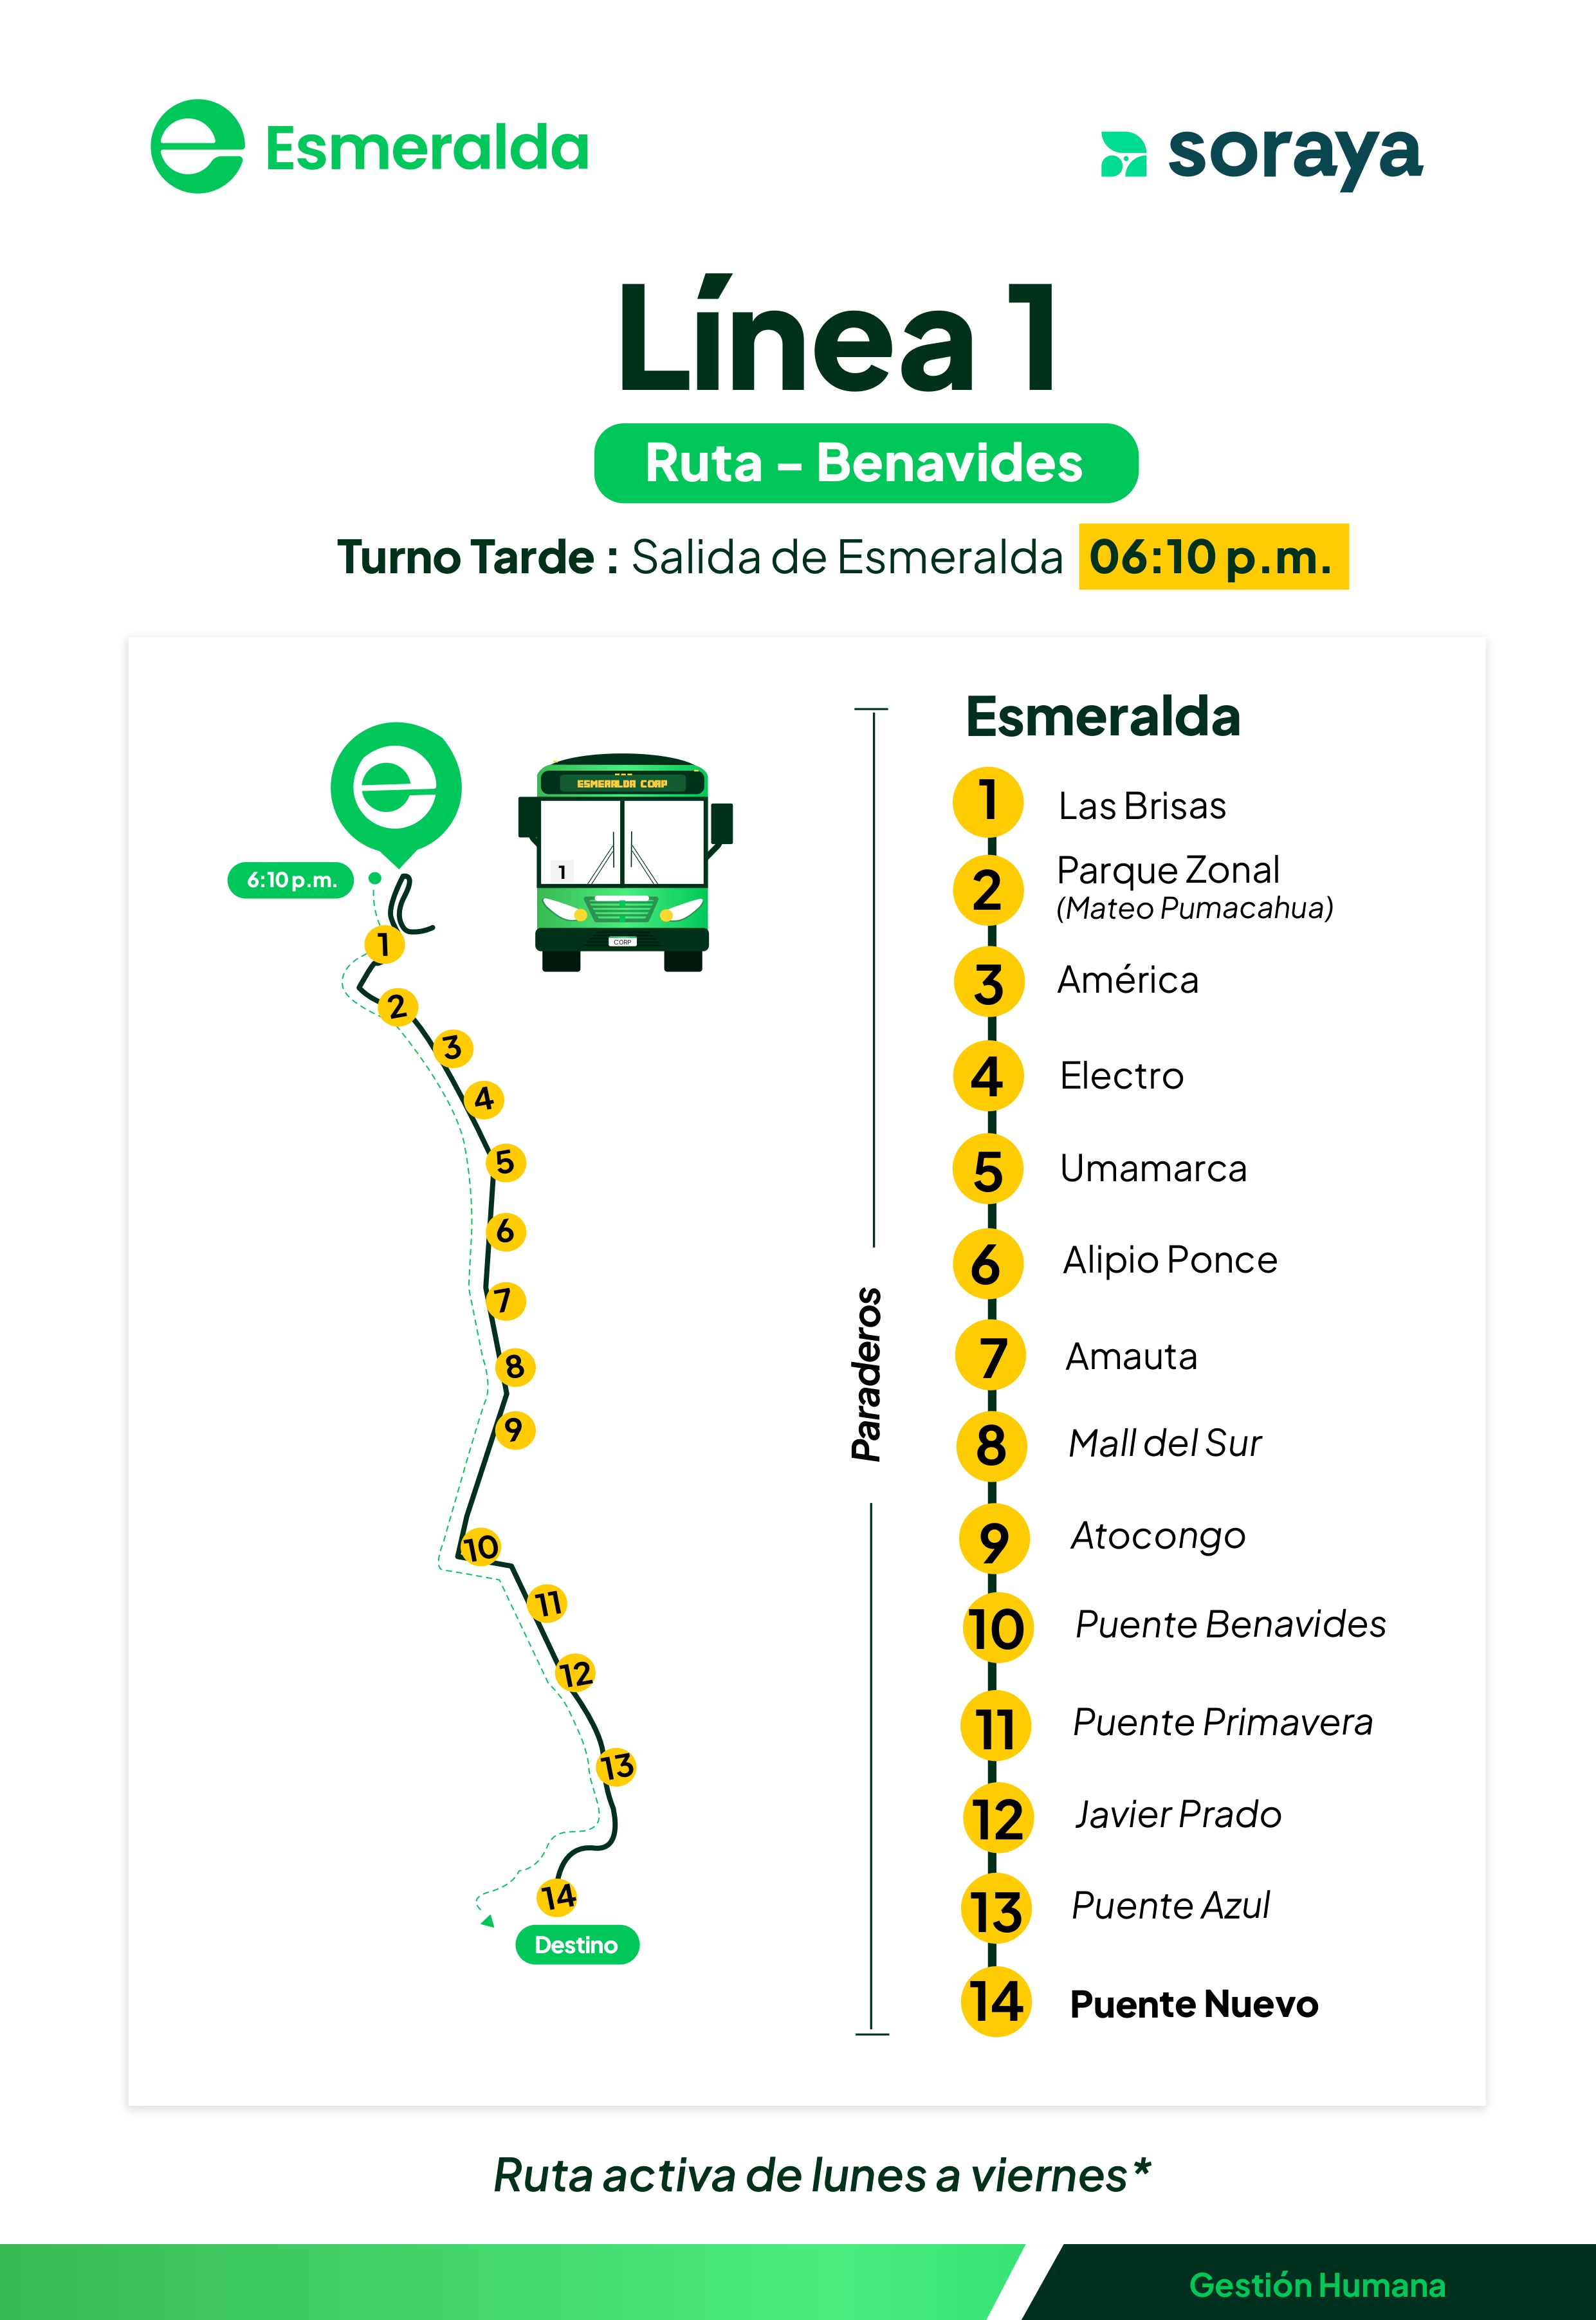 Esmeralda
soraya
Línea 1
Ruta – Benavides
Turno Tarde : Salida de Esmeralda 06:10 p.m.
ESMERALDA CORP
1
CORP
6:10 p.m.
1
2
3
4
5
6
7
8
9
10
11
12
13
14
Destino
Paraderos
Esmeralda
1 Las Brisas
2 Parque Zonal
(Mateo Pumacahua)
3 América
4 Electro
5 Umamarca
6 Alipio Ponce
7 Amauta
8 Mall del Sur
9 Atocongo
10 Puente Benavides
11 Puente Primavera
12 Javier Prado
13 Puente Azul
14 Puente Nuevo
Ruta activa de lunes a viernes*
Gestión Humana